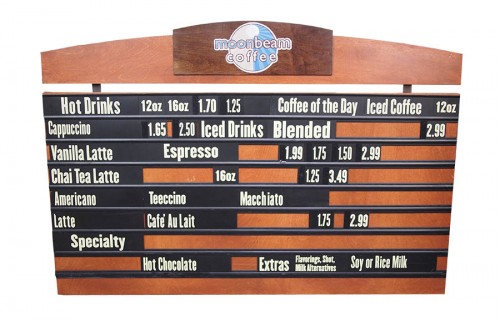 moonbeam
coffee
Hot Drinks 12oz 16oz 1.70 1.25 Coffee of the Day Iced Coffee 12oz
Cappuccino 1.65 2.50 Iced Drinks Blended 2.99
Vanilla Latte Espresso 1.99 1.75 1.50 2.99
Chai Tea Latte 16oz 1.25 3.49
Americano Teeccino Macchiato
Latte Café Au Lait 1.75 2.99
Specialty
Hot Chocolate Extras Flavorings, Shot, Soy or Rice Milk
Milk Alternatives